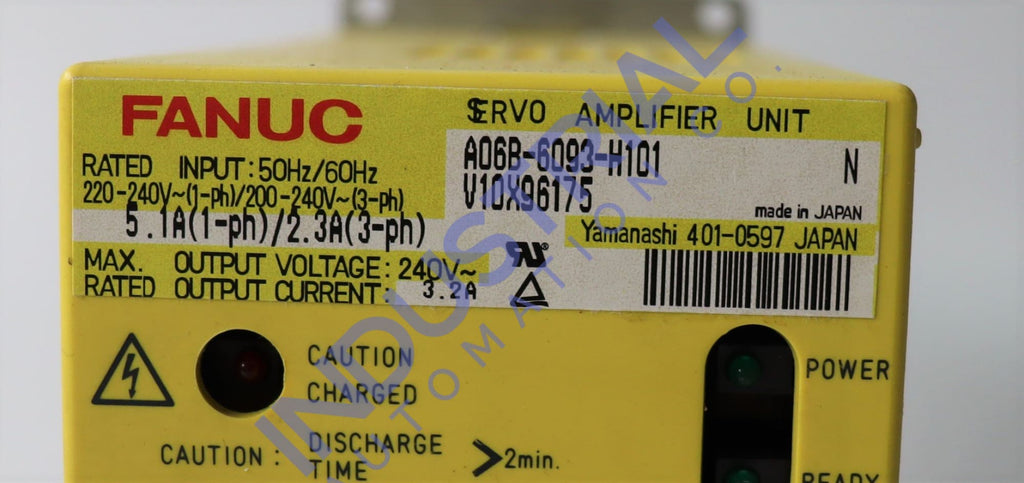 FANUC
SERVO AMPLIFIER UNIT
A06B-6093-H101 N
V10X96175
made in JAPAN
Yamanashi 401-0597 JAPAN
RATED INPUT: 50Hz/60Hz
220-240V~(1-ph)/200-240V~(3-ph)
5.1A(1-ph)/2.3A(3-ph)
MAX. OUTPUT VOLTAGE: 240V~
RATED OUTPUT CURRENT: 3.2A
CAUTION
CHARGED
CAUTION: DISCHARGE
TIME >2min.
POWER
READY
INDUSTRIAL
AUTOMATION CO.